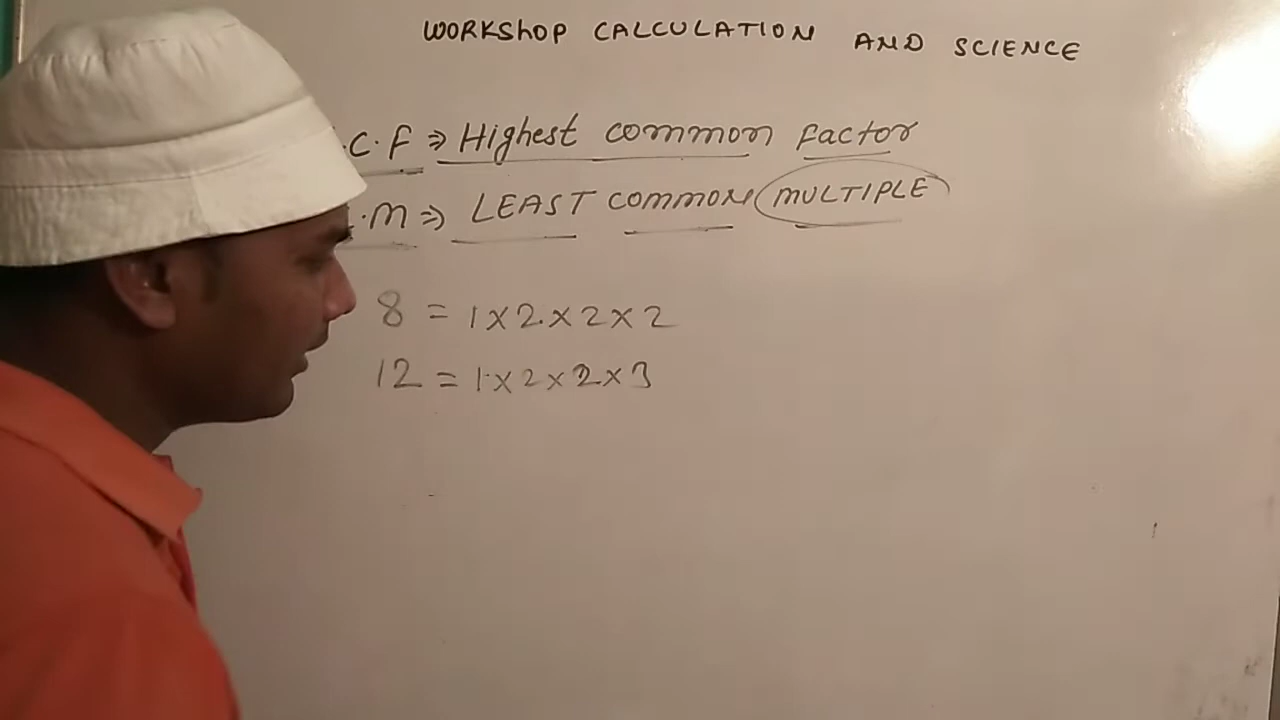 WORKSHOP CALCULATION AND SCIENCE
.C.F ⇒ Highest common factor
.M ⇒ LEAST COMMON MULTIPLE
8 = 1 × 2 × 2 × 2
12 = 1 × 2 × 2 × 3